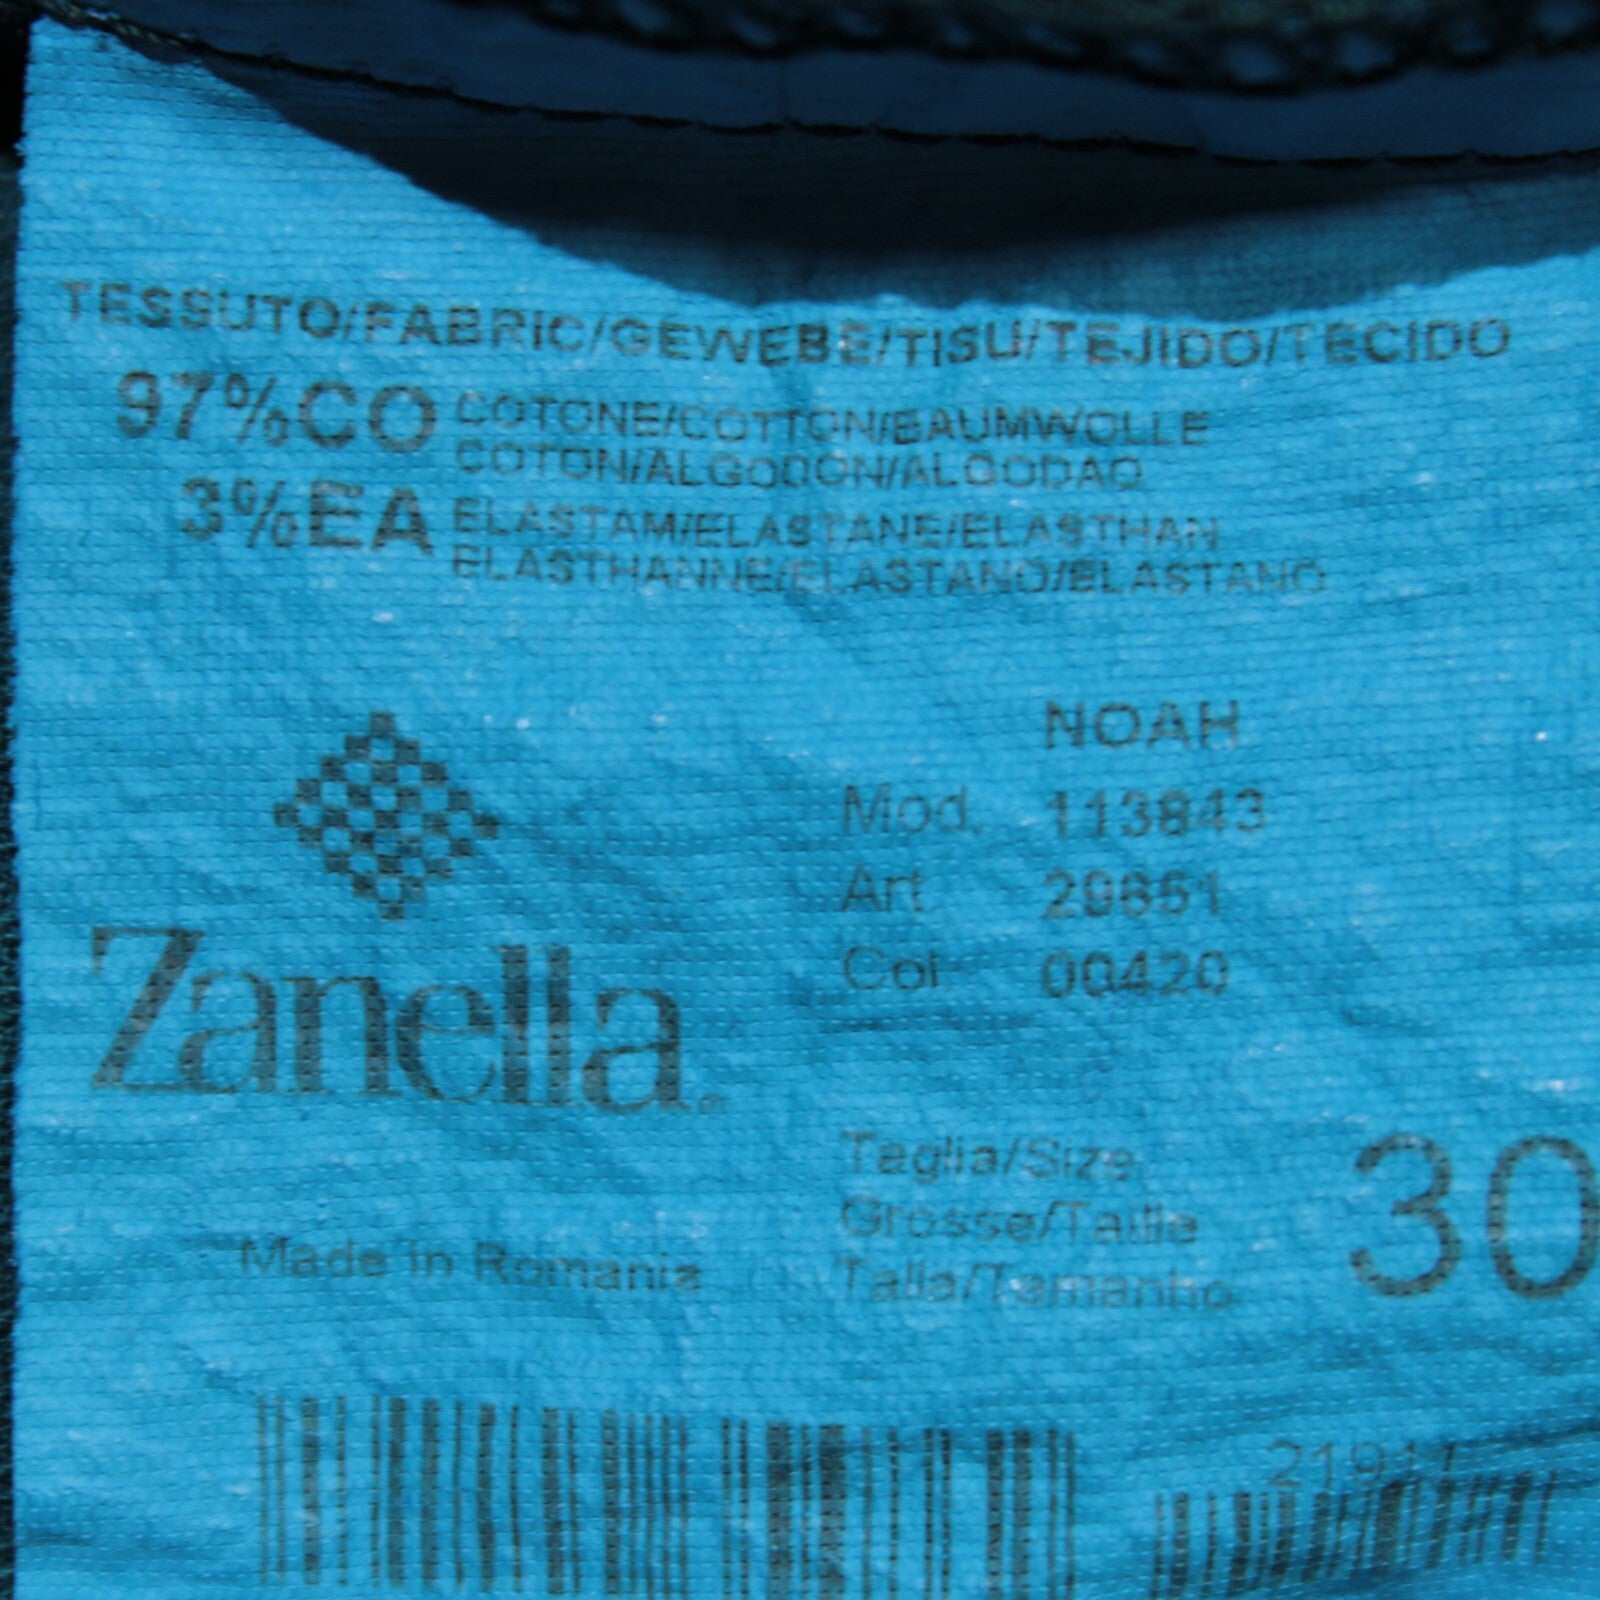 TESSUTO/FABRIC/GEWEBE/TISU/TEJIDO/TECIDO
97%CO COTONE/COTTON/BAUMWOLLE
COTON/ALGODON/ALGODAO
3%EA ELASTAM/ELASTANE/ELASTHAN
ELASTHANNE/ELASTANO/ELASTANO
NOAH
Mod. 113843
Art 29651
Col 00420
Zanella
Taglia/Size
Grosse/Taille
Talla/Tamanho
30
Made in Romania